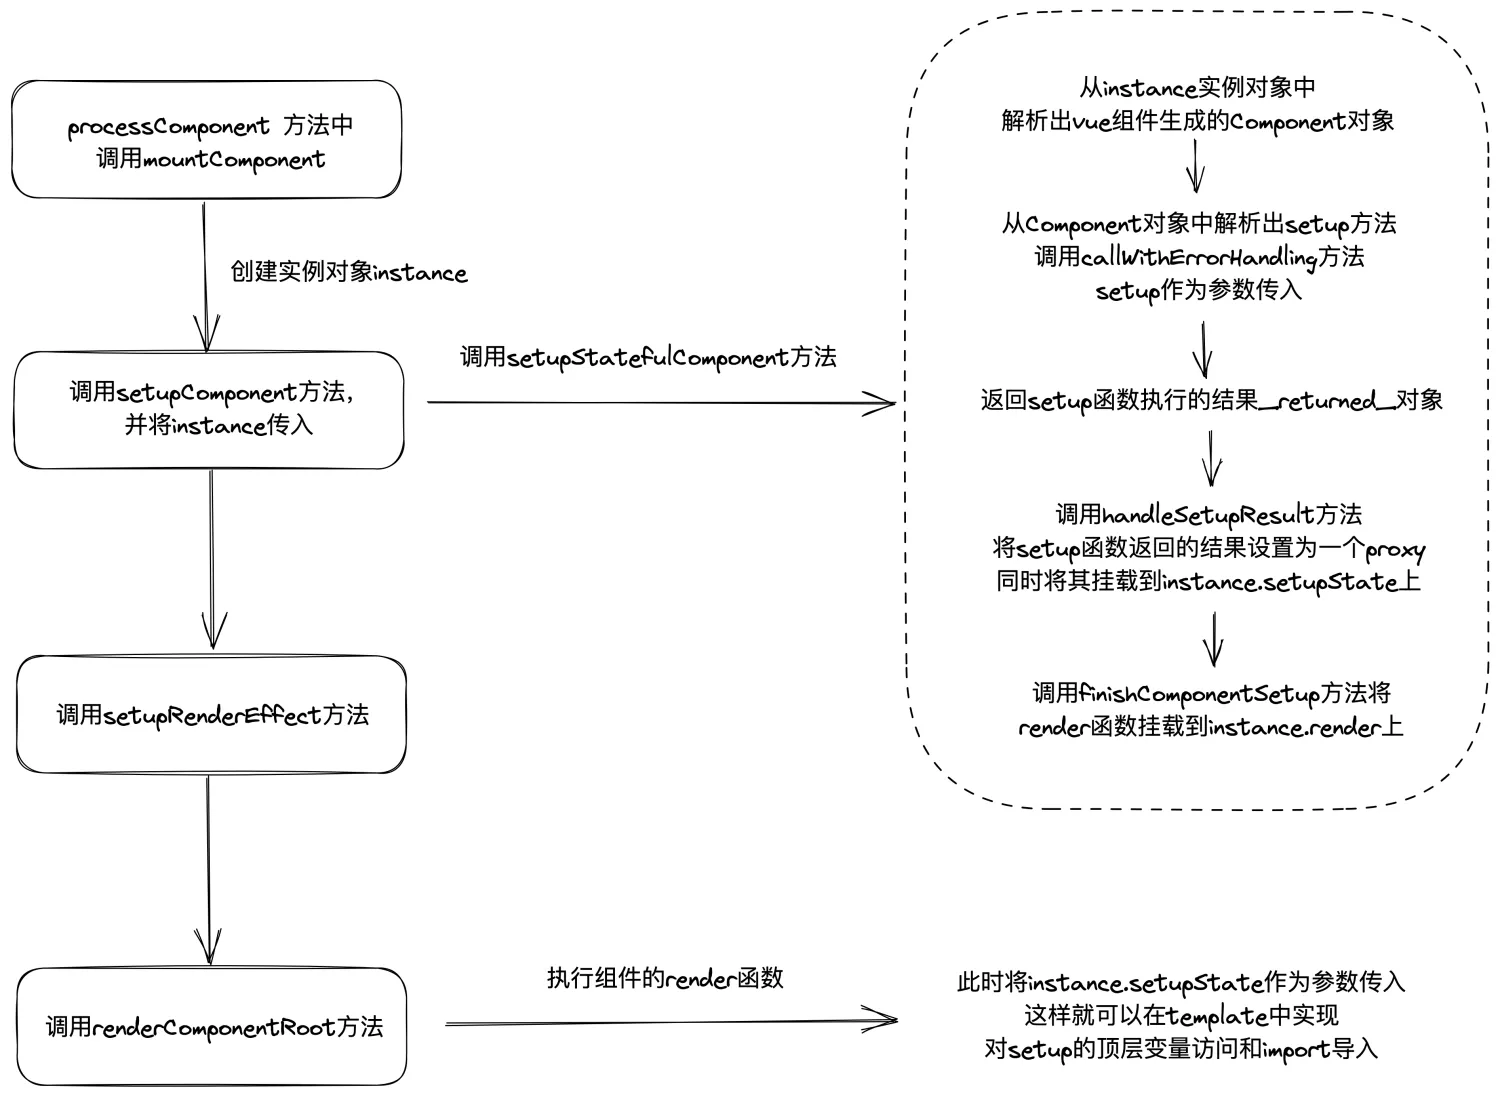 processComponent 方法中
调用mountComponent
创建实例对象instance
调用setupComponent方法，
并将instance传入
调用setupStatefulComponent方法
从instance实例对象中
解析出vue组件生成的Component对象
从Component对象中解析出setup方法
调用callWithErrorHandling方法
setup作为参数传入
返回setup函数执行的结果__returned__对象
调用handleSetupResult方法
将setup函数返回的结果设置为一个proxy
同时将其挂载到instance.setupState上
调用finishComponentSetup方法将
render函数挂载到instance.render上
调用setupRenderEffect方法
调用renderComponentRoot方法
执行组件的render函数
此时将instance.setupState作为参数传入
这样就可以在template中实现
对setup的顶层变量访问和import导入